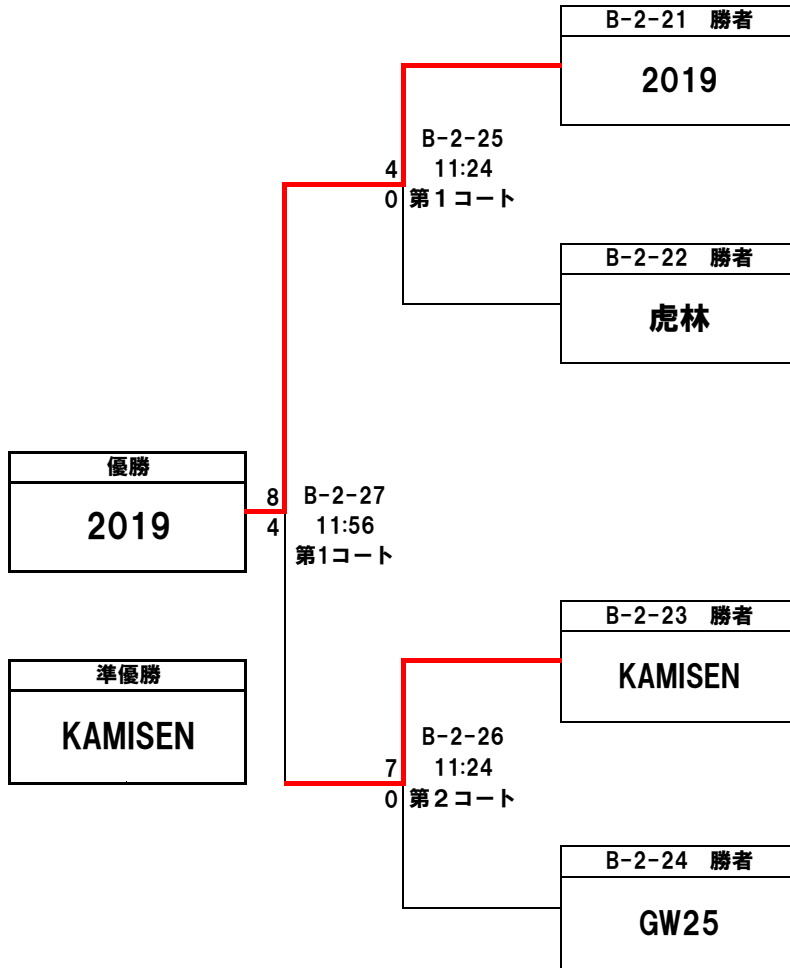 B-2-21　勝者
2019
B-2-25
4
11:24
0
第１コート
B-2-22　勝者
虎林
優勝
2019
8
B-2-27
4
11:56
第1コート
B-2-23　勝者
KAMISEN
準優勝
KAMISEN
B-2-26
7
11:24
0
第２コート
B-2-24　勝者
GW25